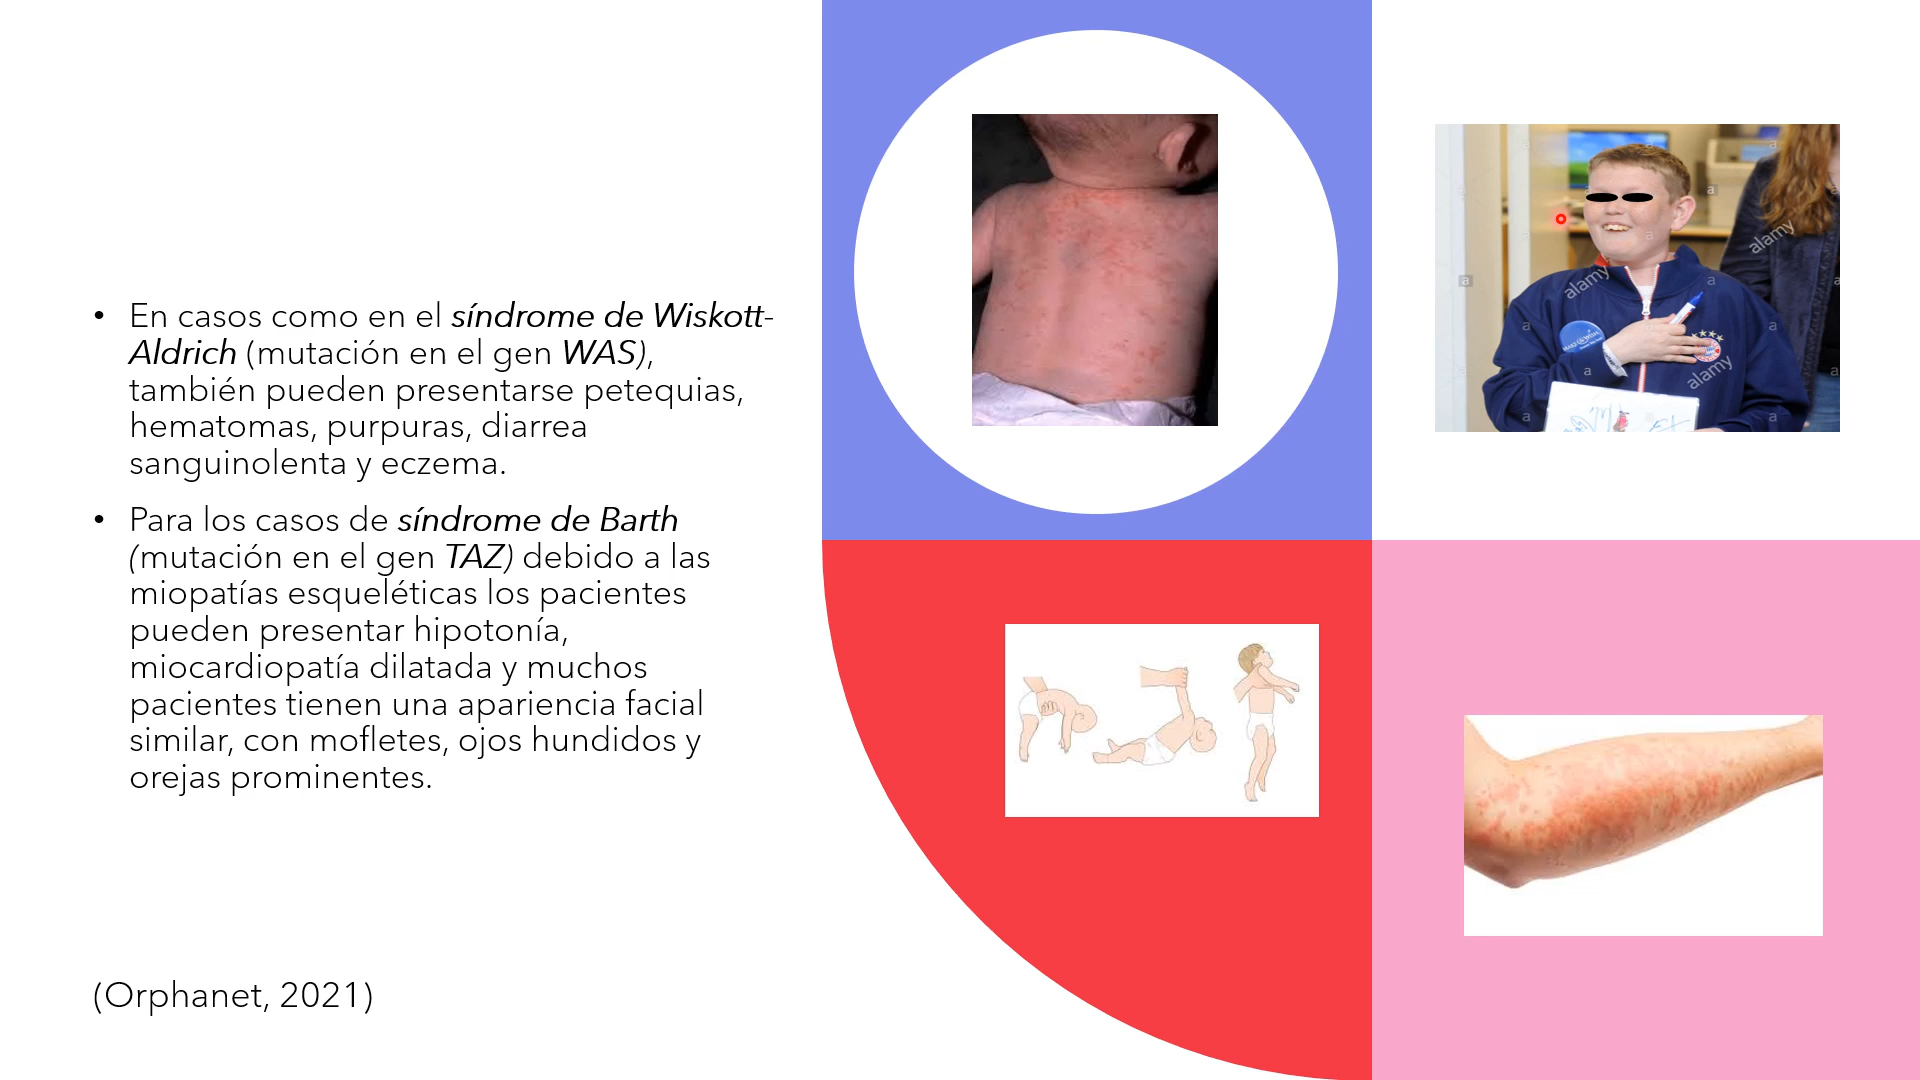 • En casos como en el síndrome de Wiskott-
Aldrich (mutación en el gen WAS),
también pueden presentarse petequias,
hematomas, purpuras, diarrea
sanguinolenta y eczema.
• Para los casos de síndrome de Barth
(mutación en el gen TAZ) debido a las
miopatías esqueléticas los pacientes
pueden presentar hipotonía,
miocardiopatía dilatada y muchos
pacientes tienen una apariencia facial
similar, con mofletes, ojos hundidos y
orejas prominentes.
(Orphanet, 2021)
alamy
alamy
alamy